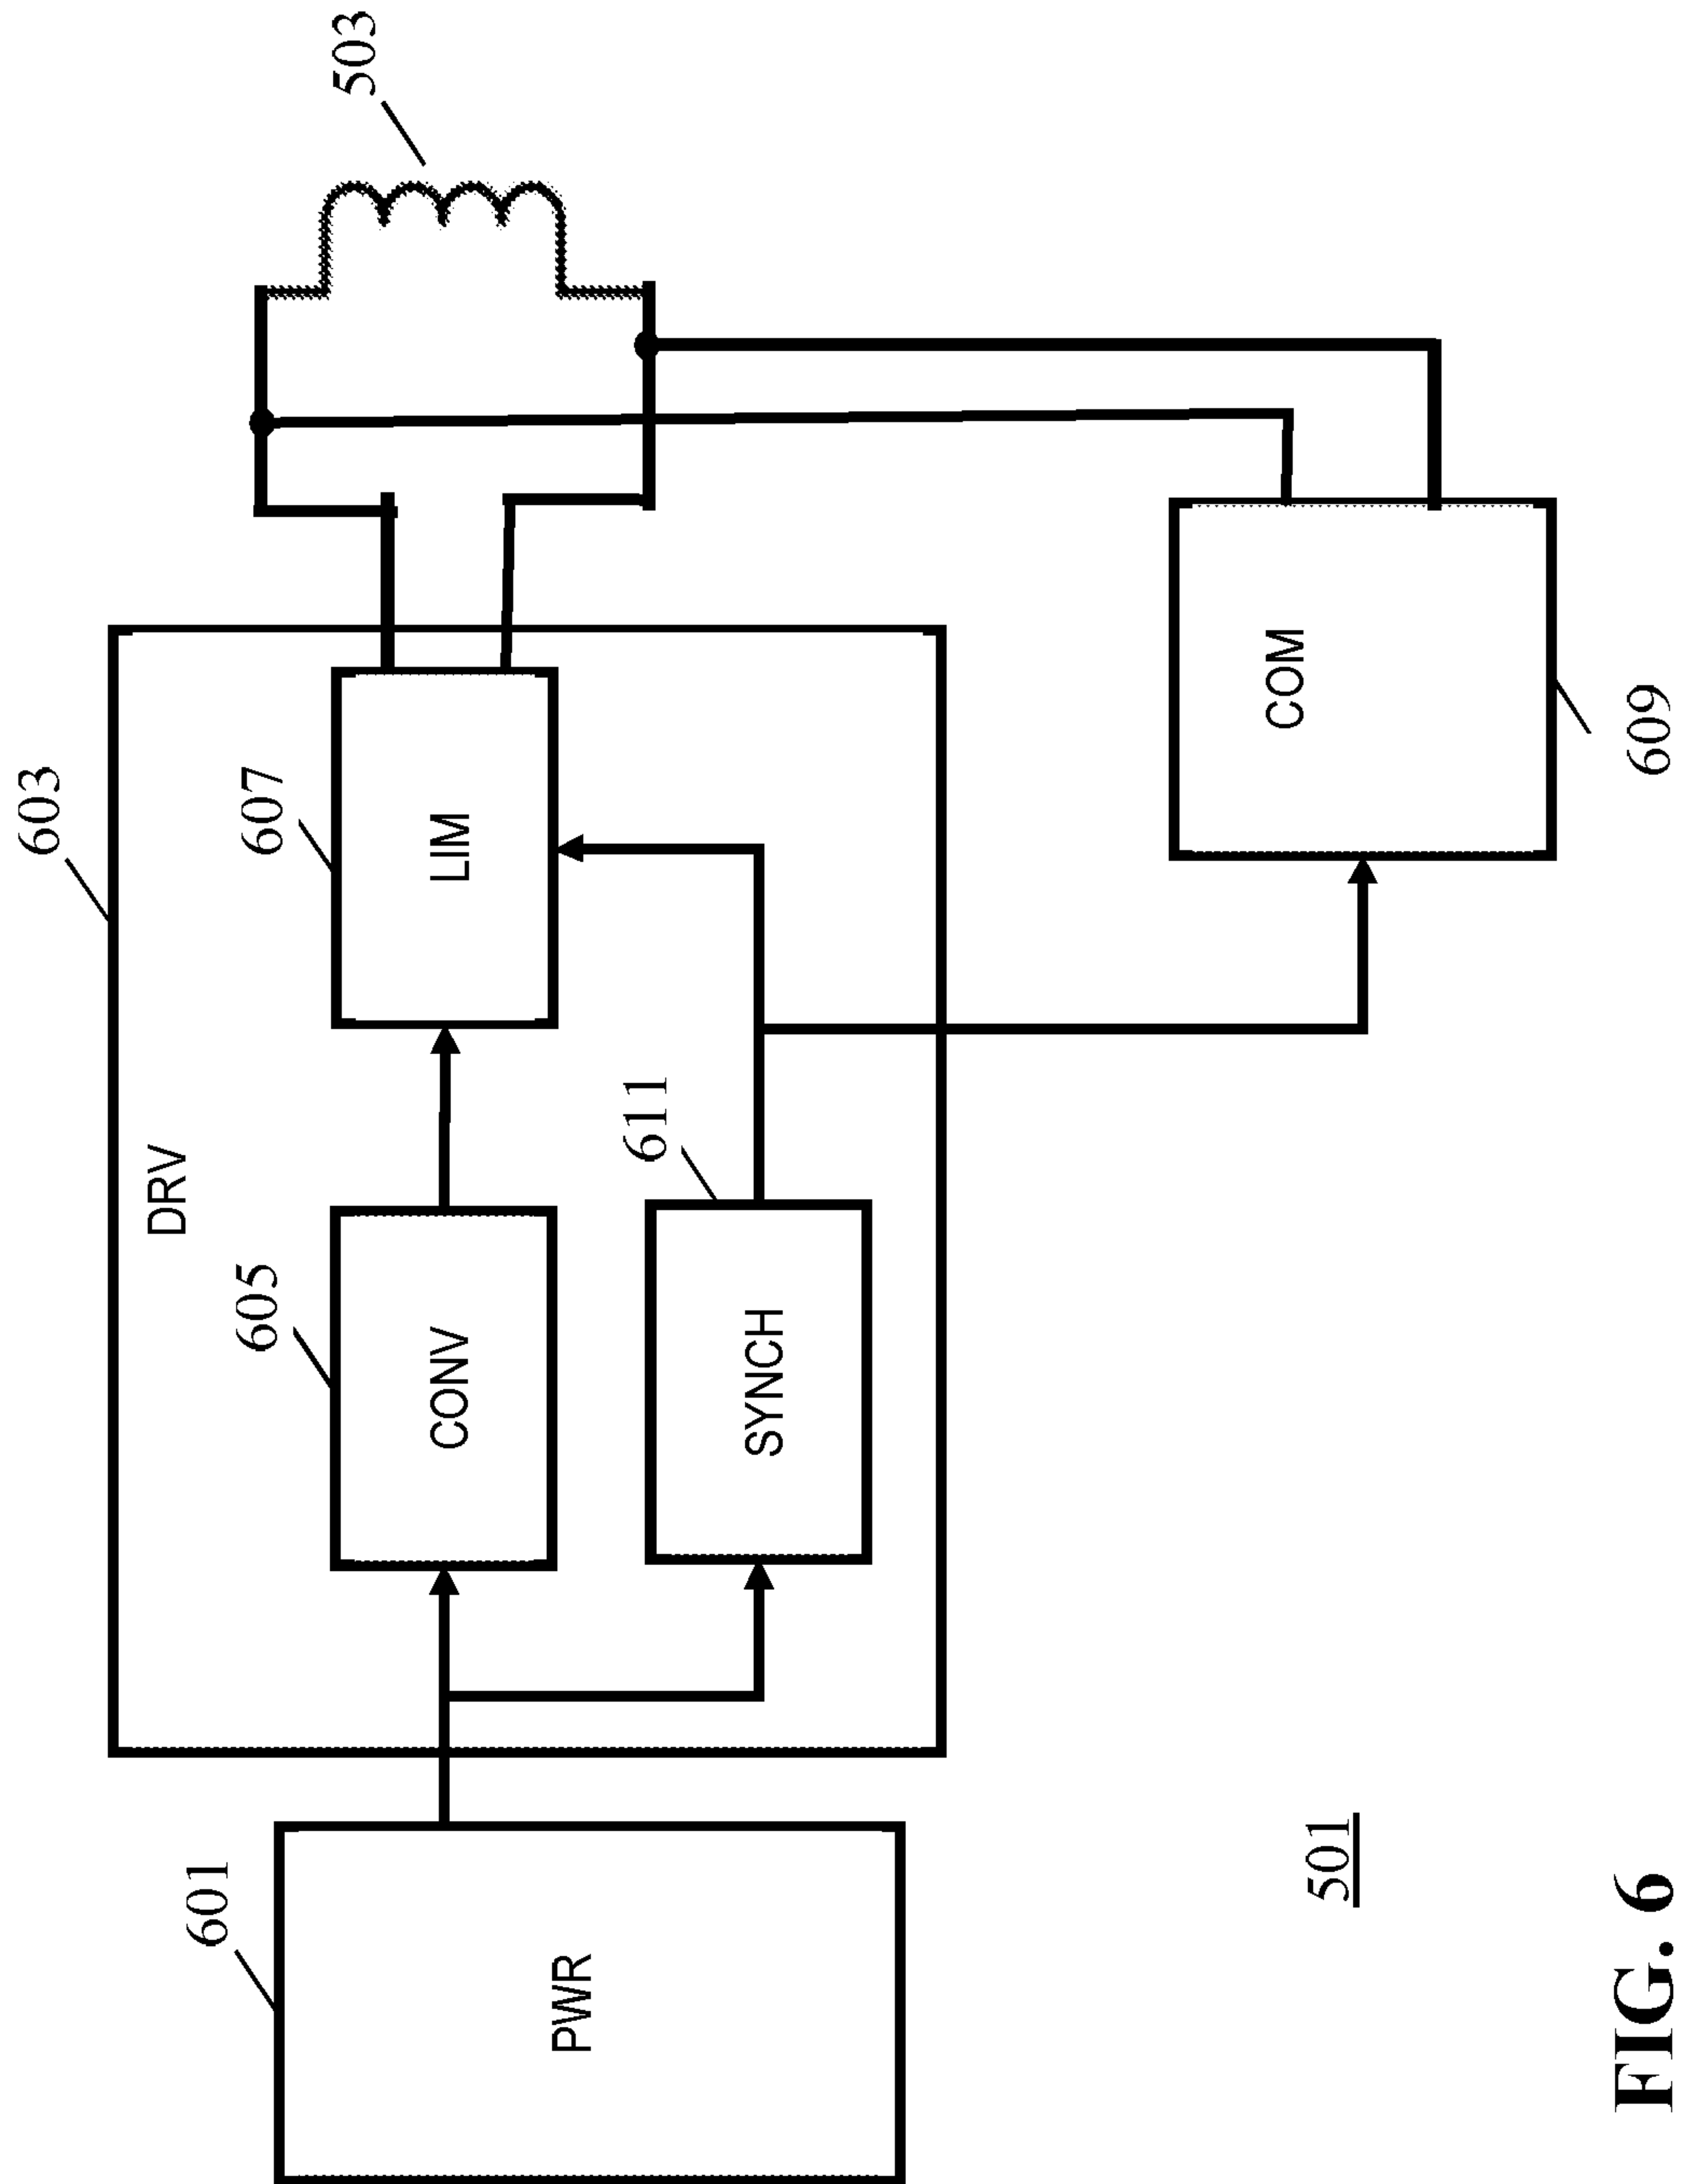 603
DRV
601
PWR
605
CONV
607
LIM
503
611
SYNCH
COM
609
501
FIG. 6